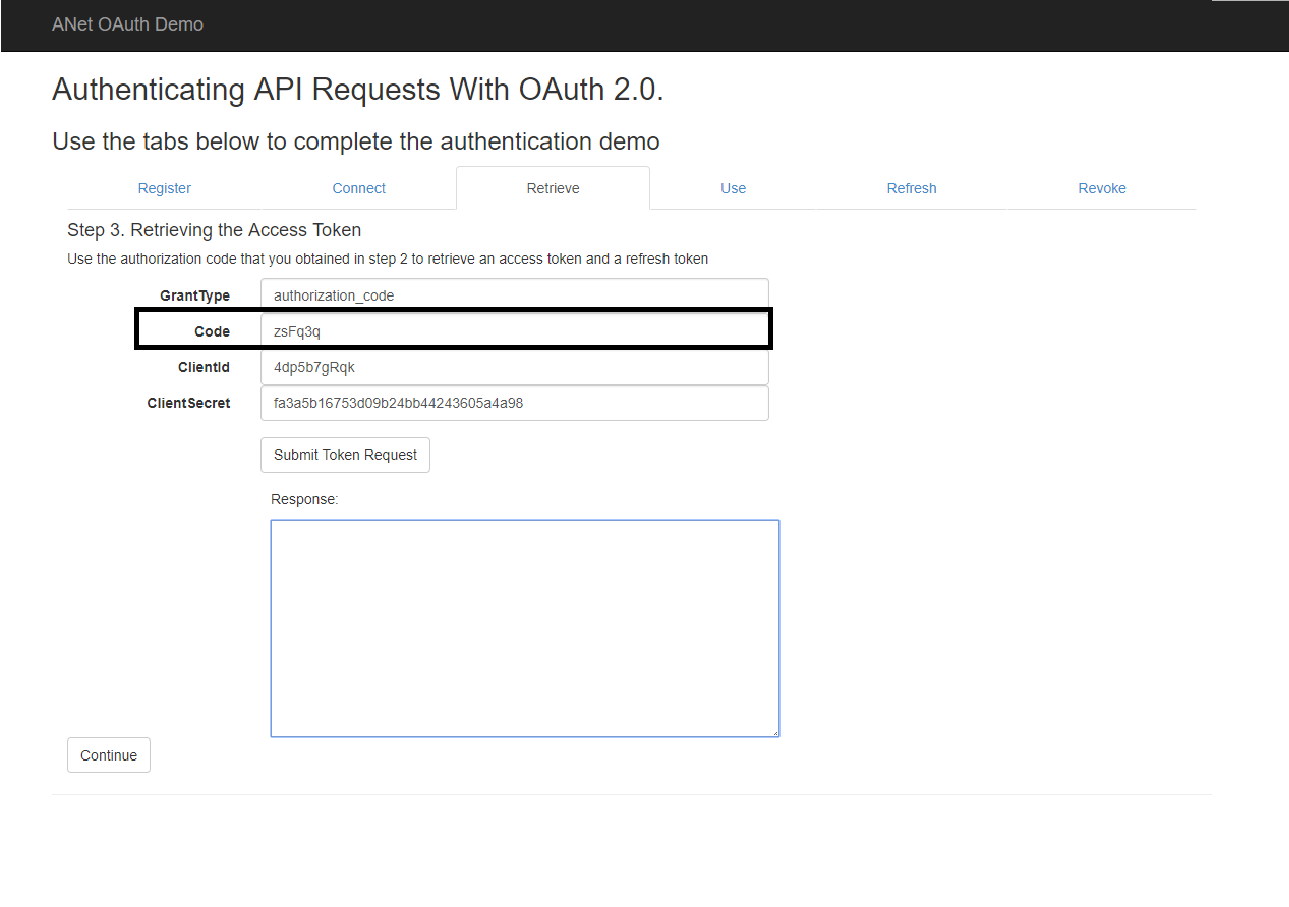 ANet OAuth Demo
Authenticating API Requests With OAuth 2.0.
Use the tabs below to complete the authentication demo
Register Connect Retrieve Use Refresh Revoke
Step 3. Retrieving the Access Token
Use the authorization code that you obtained in step 2 to retrieve an access token and a refresh token
GrantType authorization_code
Code zsFq3q
ClientId 4dp5b7gRqk
ClientSecret fa3a5b16753d09b24bb44243605a4a98
Submit Token Request
Response:
Continue